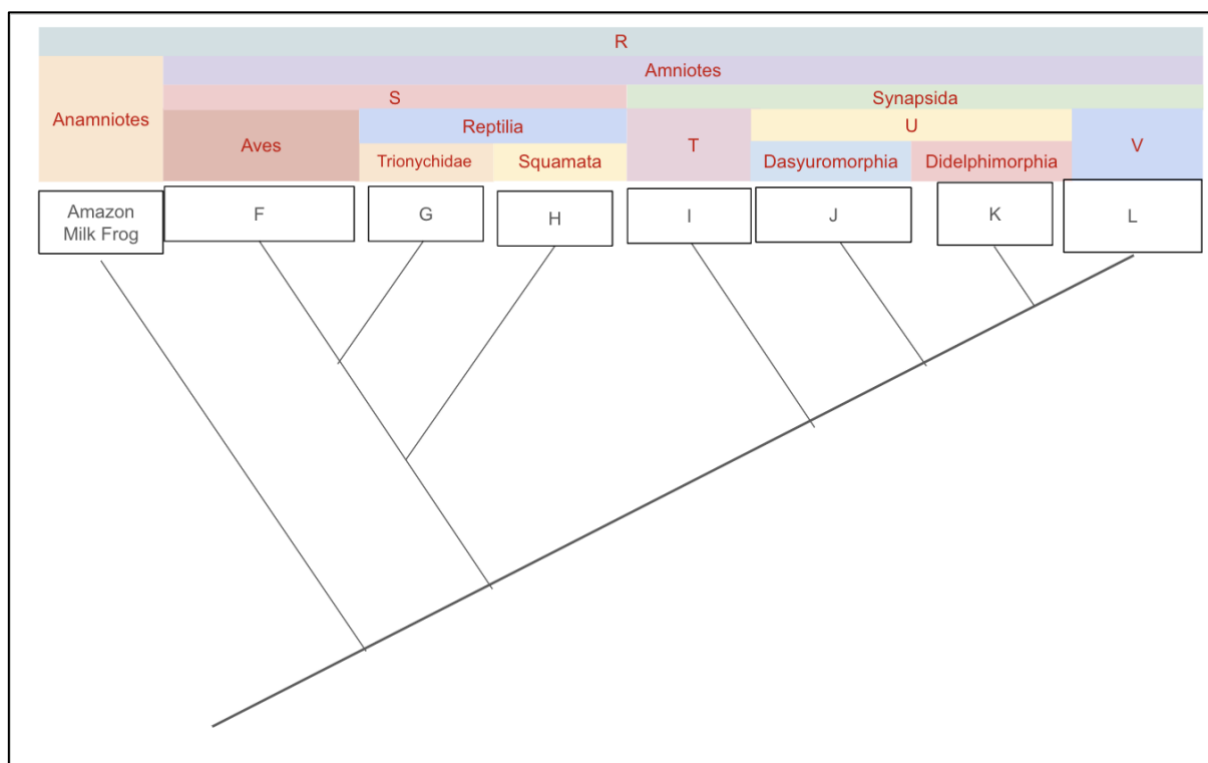 R
Amniotes
S
Synapsida
Anamniotes
Aves
Reptilia
T
U
V
Trionychidae
Squamata
Dasyuromorphia
Didelphimorphia
Amazon
Milk Frog
F
G
H
I
J
K
L